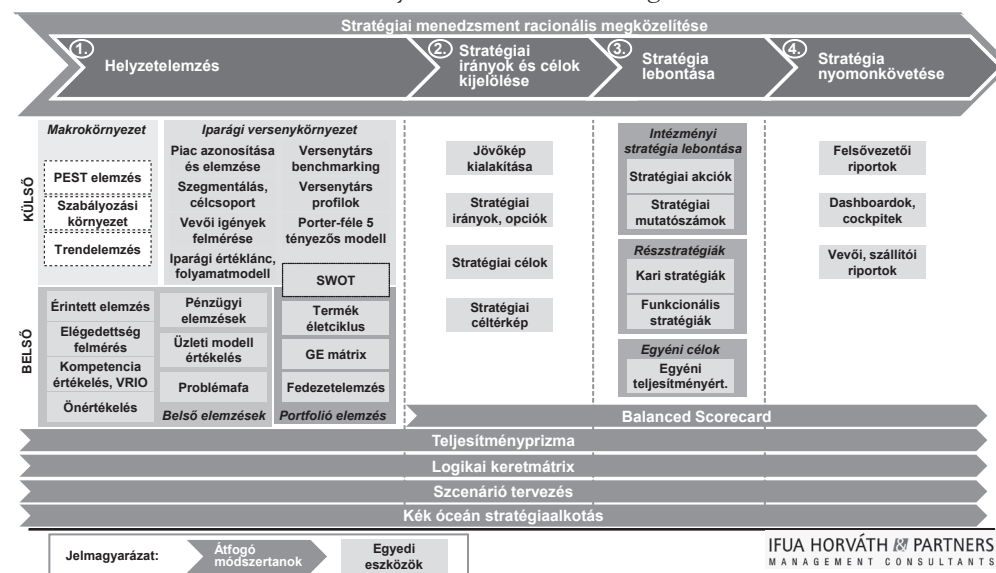 Stratégiai menedzsment racionális megközelítése
1.
Helyzetelemzés
2.
Stratégiai
irányok és célok
kijelölése
3.
Stratégia
lebontása
4.
Stratégia
nyomonkövetése
KÜLSŐ
Makrokörnyezet
PEST elemzés
Szabályozási
környezet
Trendelemzés
Iparági versenykörnyezet
Piac azonosítása
és elemzése
Szegmentálás,
célcsoport
Vevői igények
felmérése
Iparági értéklánc,
folyamatmodell
Versenytárs
benchmarking
Versenytárs
profilok
Porter-féle 5
tényezős modell
SWOT
BELSŐ
Érintett elemzés
Elégedettség
felmérés
Kompetencia
értékelés, VRIO
Önértékelés
Pénzügyi
elemzések
Üzleti modell
értékelés
Problémafa
Belső elemzések
Termék
életciklus
GE mátrix
Fedezetelemzés
Portfólió elemzés
Jövőkép
kialakítása
Stratégiai
irányok, opciók
Stratégiai célok
Stratégiai
céltérkép
Intézményi
stratégia lebontása
Stratégiai akciók
Stratégiai
mutatószámok
Részstratégiák
Kari stratégiák
Funkcionális
stratégiák
Egyéni célok
Egyéni
teljesítményért.
Felsővezetői
riportok
Dashboardok,
cockpitek
Vevői, szállítói
riportok
Balanced Scorecard
Teljesítményprizma
Logikai keretmátrix
Szcenárió tervezés
Kék óceán stratégiaalkotás
Jelmagyarázat:
Átfogó
módszertanok
Egyedi
eszközök
IFUA HORVÁTH & PARTNERS
MANAGEMENT CONSULTANTS